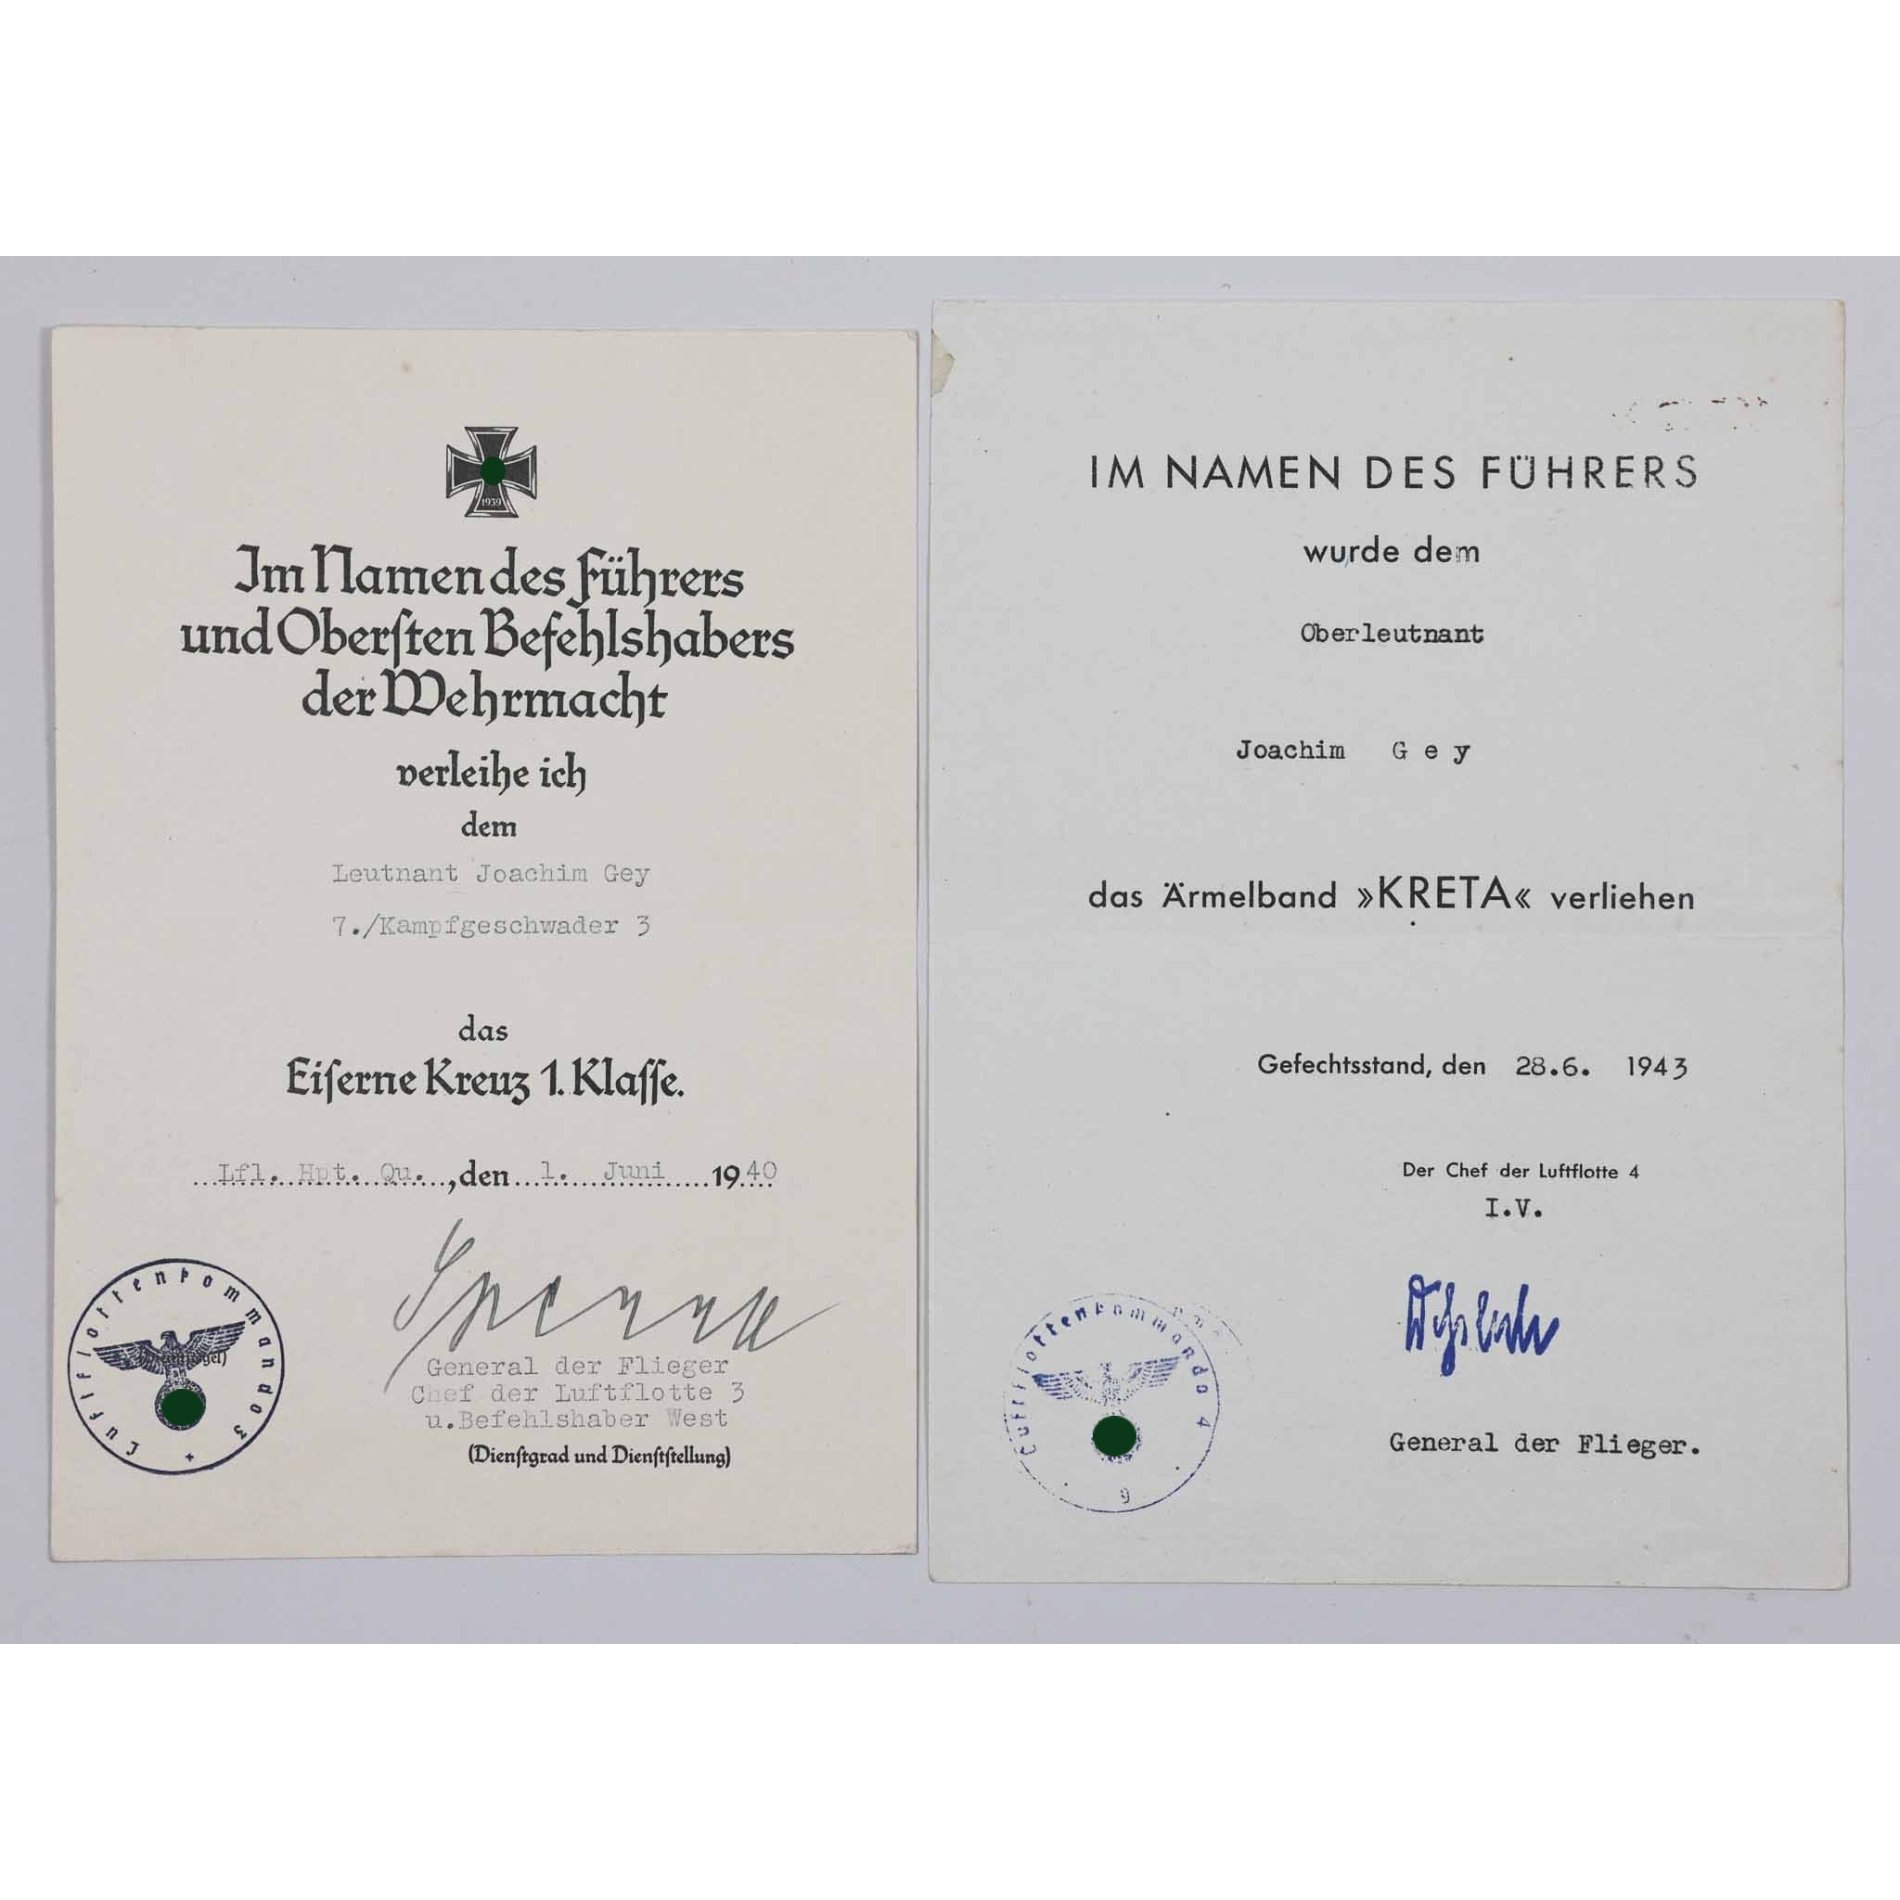 1939
Im Namen des Führers
und Oberſten Befehlshabers
der Wehrmacht
verleihe ich
dem
Leutnant Joachim Gey
7./Kampfgeschwader 3
das
Eiſerne Kreuz 1. Klaſſe.
Lfl. Hpt. Qu. , den 1. Juni 1940
Luftflottenkommando 3
General der Flieger
Chef der Luftflotte 3
u.Befehlshaber West
(Dienſtgrad und Dienſtſtellung)
IM NAMEN DES FÜHRERS
wurde dem
Oberleutnant
Joachim Gey
das Ärmelband »KRETA« verliehen
Gefechtsstand, den 28.6. 1943
Der Chef der Luftflotte 4
I.V.
Luftflottenkommando 4
General der Flieger.